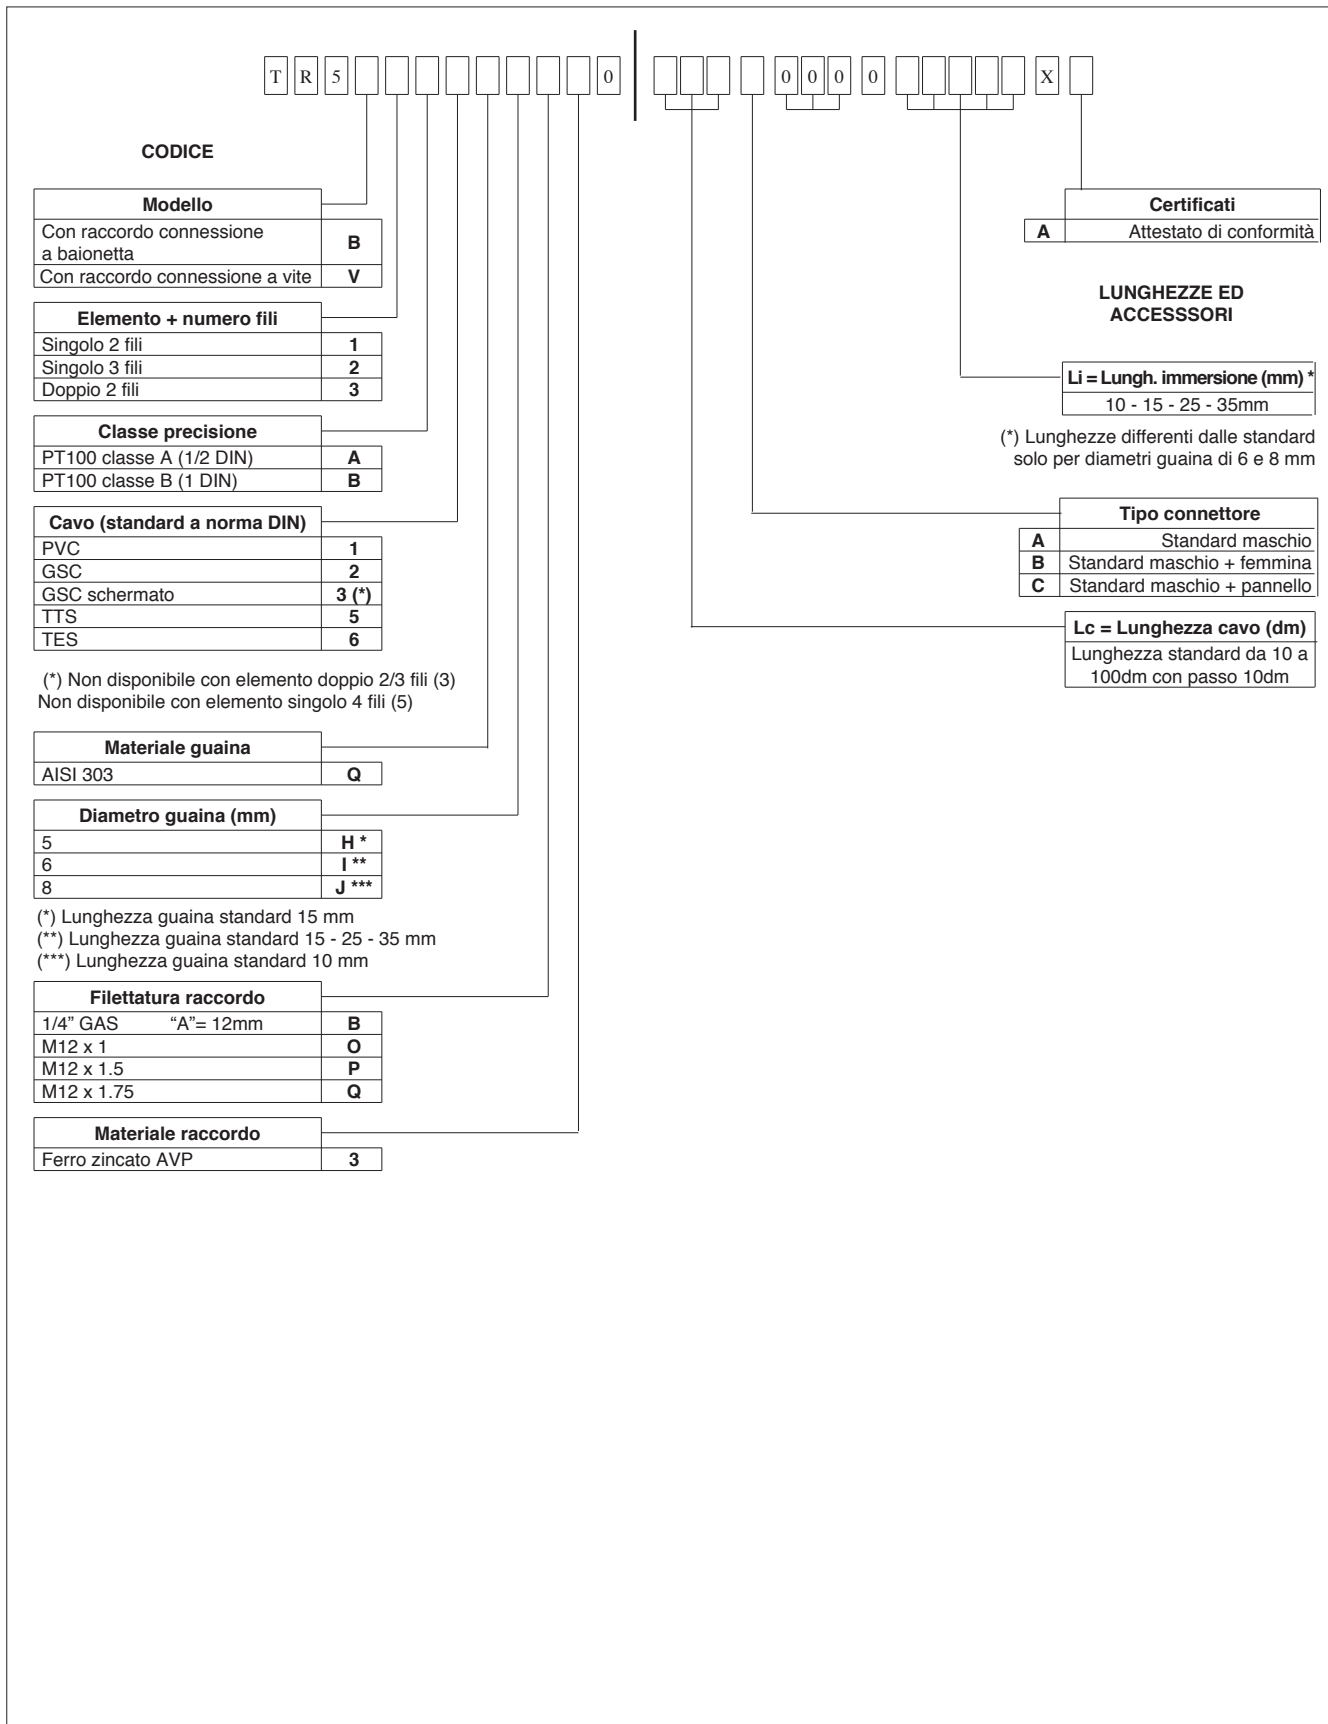 T R 5 0 0 0 0 0 X
CODICE
Modello
Con raccordo connessione
a baionetta B
Con raccordo connessione a vite V
Elemento + numero fili
Singolo 2 fili 1
Singolo 3 fili 2
Doppio 2 fili 3
Classe precisione
PT100 classe A (1/2 DIN) A
PT100 classe B (1 DIN) B
Cavo (standard a norma DIN)
PVC 1
GSC 2
GSC schermato 3 (*)
TTS 5
TES 6
(*) Non disponibile con elemento doppio 2/3 fili (3)
Non disponibile con elemento singolo 4 fili (5)
Materiale guaina
AISI 303 Q
Diametro guaina (mm)
5 H *
6 I **
8 J ***
(*) Lunghezza guaina standard 15 mm
(**) Lunghezza guaina standard 15 - 25 - 35 mm
(***) Lunghezza guaina standard 10 mm
Filettatura raccordo
1/4” GAS “A”= 12mm B
M12 x 1 O
M12 x 1.5 P
M12 x 1.75 Q
Materiale raccordo
Ferro zincato AVP 3
Certificati
A Attestato di conformità
LUNGHEZZE ED
ACCESSSORI
Li = Lungh. immersione (mm) *
10 - 15 - 25 - 35mm
(*) Lunghezze differenti dalle standard
solo per diametri guaina di 6 e 8 mm
Tipo connettore
A Standard maschio
B Standard maschio + femmina
C Standard maschio + pannello
Lc = Lunghezza cavo (dm)
Lunghezza standard da 10 a
100dm con passo 10dm